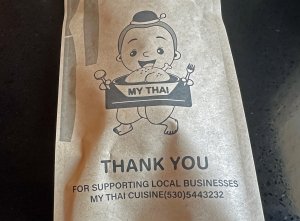 MY THAI
THANK YOU
FOR SUPPORTING LOCAL BUSINESSES
MY THAI CUISINE(530)5443232